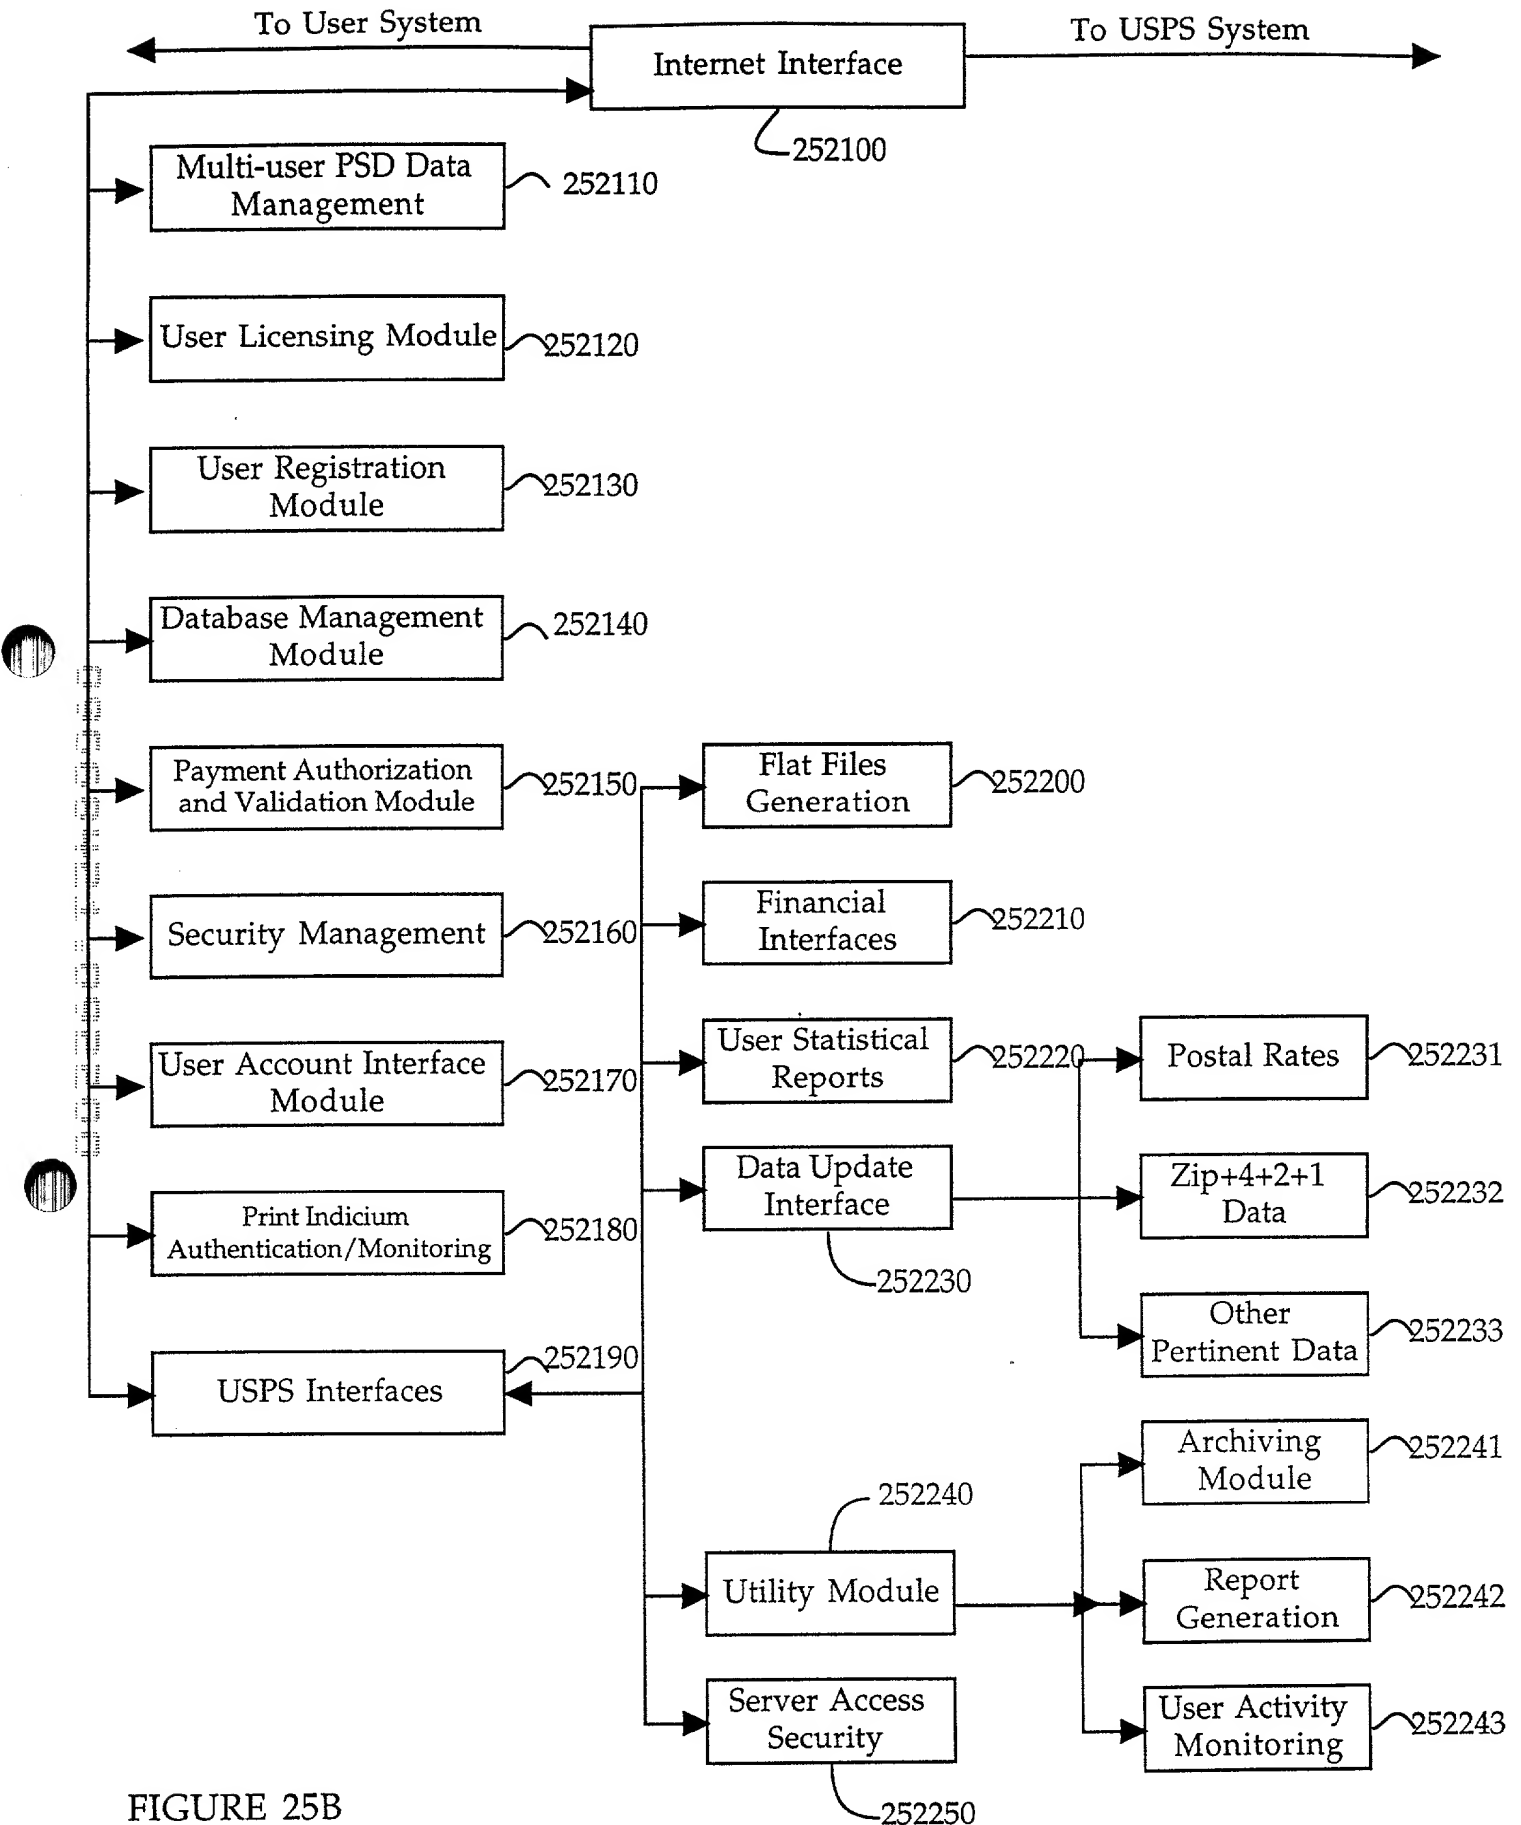 To User System
To USPS System
Internet Interface
252100
Multi-user PSD Data
Management
252110
User Licensing Module
252120
User Registration
Module
252130
Database Management
Module
252140
Payment Authorization
and Validation Module
252150
Flat Files
Generation
252200
Security Management
252160
Financial
Interfaces
252210
User Account Interface
Module
252170
User Statistical
Reports
252220
Postal Rates
252231
Print Indicium
Authentication/Monitoring
252180
Data Update
Interface
252230
Zip+4+2+1
Data
252232
Other
Pertinent Data
252233
USPS Interfaces
252190
Archiving
Module
252241
252240
Utility Module
Report
Generation
252242
Server Access
Security
252250
User Activity
Monitoring
252243
FIGURE 25B